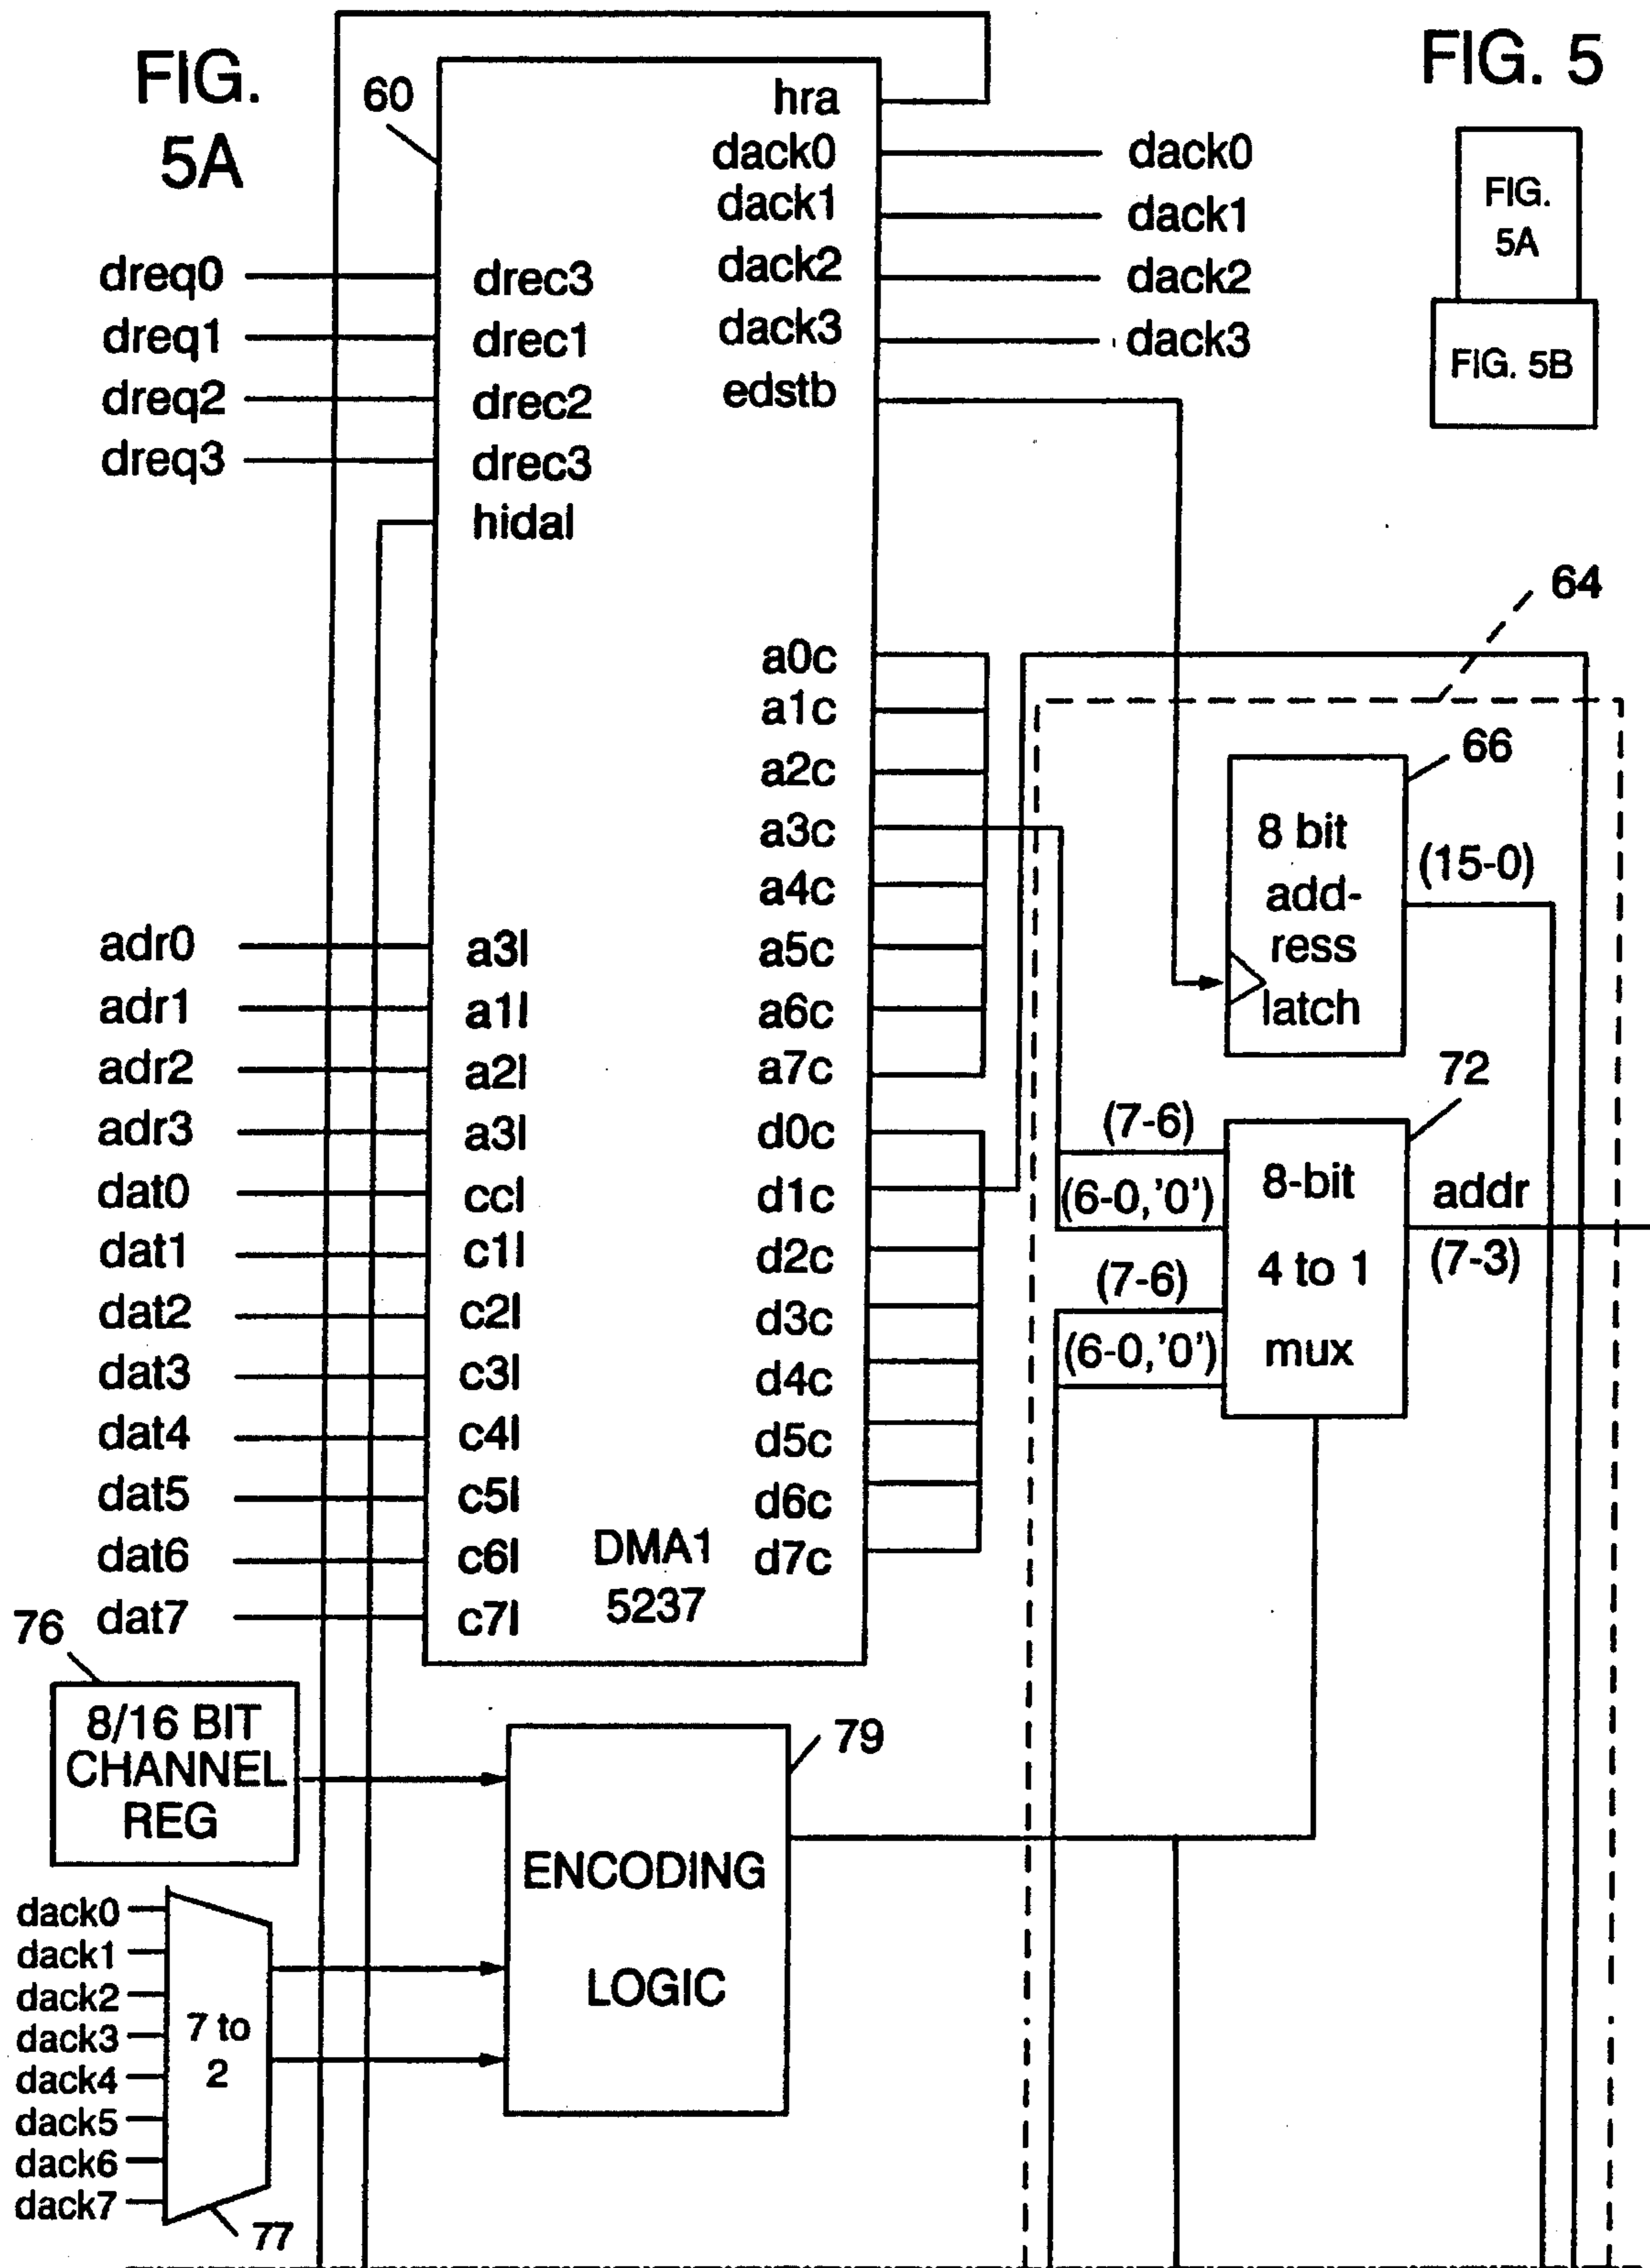 FIG.
5A
FIG. 5
FIG.
5A
FIG. 5B
60
hra
dack0
dack1
dack2
dack3
edstb
dack0
dack1
dack2
dack3
dreq0
dreq1
dreq2
dreq3
drec3
drec1
drec2
drec3
hidal
a0c
a1c
a2c
a3c
a4c
a5c
a6c
a7c
d0c
d1c
d2c
d3c
d4c
d5c
d6c
d7c
adr0
adr1
adr2
adr3
dat0
dat1
dat2
dat3
dat4
dat5
dat6
dat7
a3l
a1l
a2l
a3l
ccl
c1l
c2l
c3l
c4l
c5l
c6l
c7l
DMA1
5237
64
66
8 bit
add-
ress
latch
(15-0)
72
(7-6)
(6-0,'0')
(7-6)
(6-0,'0')
8-bit
4 to 1
mux
addr
(7-3)
76
8/16 BIT
CHANNEL
REG
79
ENCODING
LOGIC
dack0
dack1
dack2
dack3
dack4
dack5
dack6
dack7
7 to
2
77